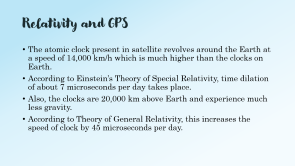 Relativity and GPS
• The atomic clock present in satellite revolves around the Earth at
a speed of 14,000 km/h which is much higher than the clocks on
Earth.
• According to Einstein's Theory of Special Relativity, time dilation
of about 7 microseconds per day takes place.
• Also, the clocks are 20,000 km above Earth and experience much
less gravity.
• According to Theory of General Relativity, this increases the
speed of clock by 45 microseconds per day.